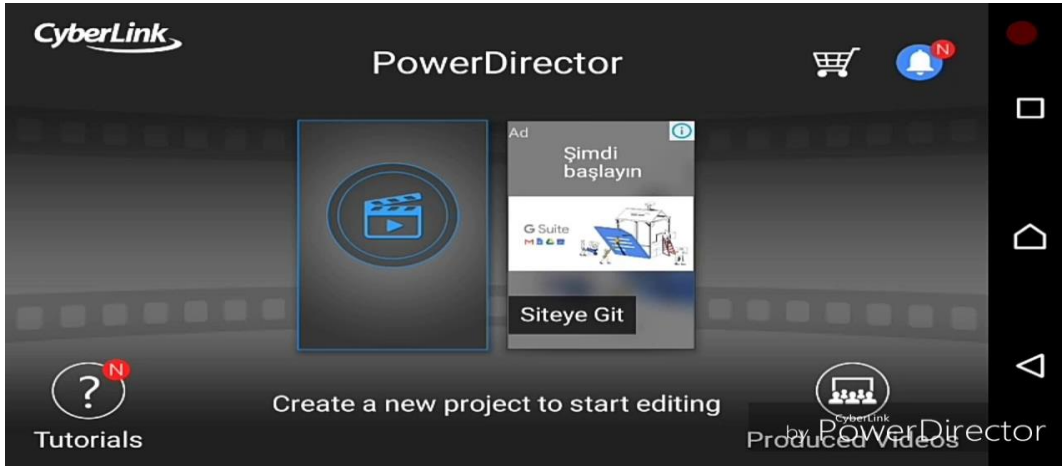 CyberLink
PowerDirector
N
Ad
Şimdi
başlayın
G Suite
Siteye Git
N
?
Create a new project to start editing
Tutorials
Produced Videos
CyberLink
by PowerDirector